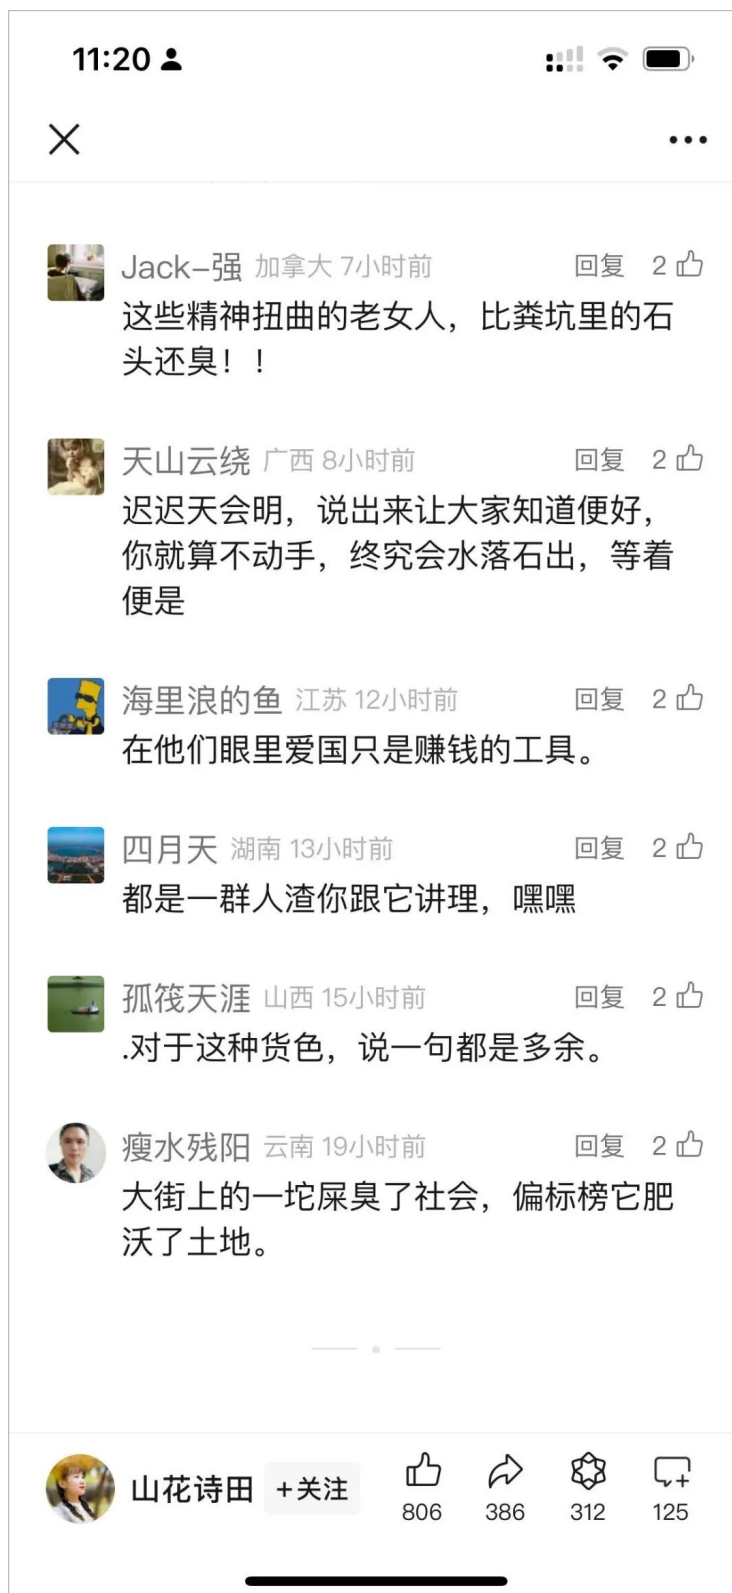 11:20
Jack-强 加拿大 7小时前 回复 2
这些精神扭曲的老女人，比粪坑里的石
头还臭！！
天山云绕 广西 8小时前 回复 2
迟迟天会明，说出来让大家知道便好，
你就算不动手，终究会水落石出，等着
便是
海里浪的鱼 江苏 12小时前 回复 2
在他们眼里爱国只是赚钱的工具。
四月天 湖南 13小时前 回复 2
都是一群人渣你跟它讲理，嘿嘿
孤筏天涯 山西 15小时前 回复 2
.对于这种货色，说一句都是多余。
瘦水残阳 云南 19小时前 回复 2
大街上的一坨屎臭了社会，偏标榜它肥
沃了土地。
山花诗田 +关注 806 386 312 125